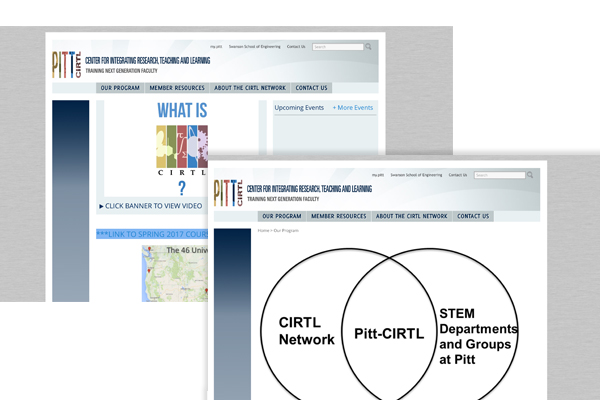 my.pitt Swanson School of Engineering Contact Us Search
PITT CIRTL
CENTER FOR INTEGRATING RESEARCH, TEACHING AND LEARNING
TRAINING NEXT GENERATION FACULTY
OUR PROGRAM MEMBER RESOURCES ABOUT THE CIRTL NETWORK CONTACT US
WHAT IS
CIRTL
?
▶CLICK BANNER TO VIEW VIDEO
Upcoming Events + More Events
***LINK TO SPRING 2017 COURS
The 46 Unive
my.pitt Swanson School of Engineering Contact Us Search
PITT CIRTL
CENTER FOR INTEGRATING RESEARCH, TEACHING AND LEARNING
TRAINING NEXT GENERATION FACULTY
OUR PROGRAM MEMBER RESOURCES ABOUT THE CIRTL NETWORK CONTACT US
Home > Our Program
CIRTL
Network
Pitt-CIRTL
STEM
Departments
and Groups
at Pitt